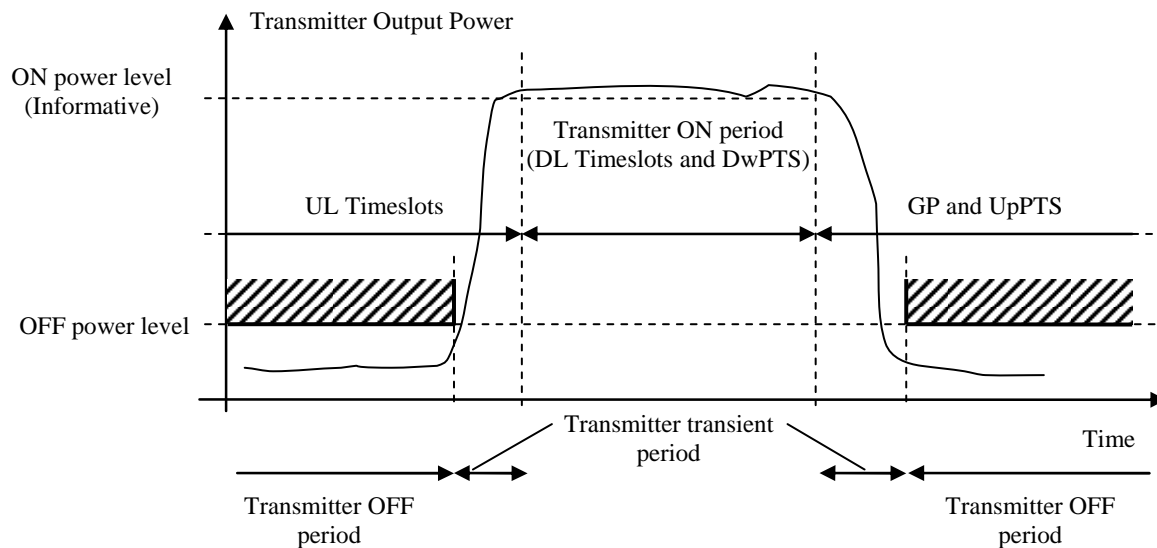 Transmitter Output Power
ON power level
(Informative)
Transmitter ON period
(DL Timeslots and DwPTS)
UL Timeslots
GP and UpPTS
OFF power level
Transmitter transient
period
Time
Transmitter OFF
period
Transmitter OFF
period